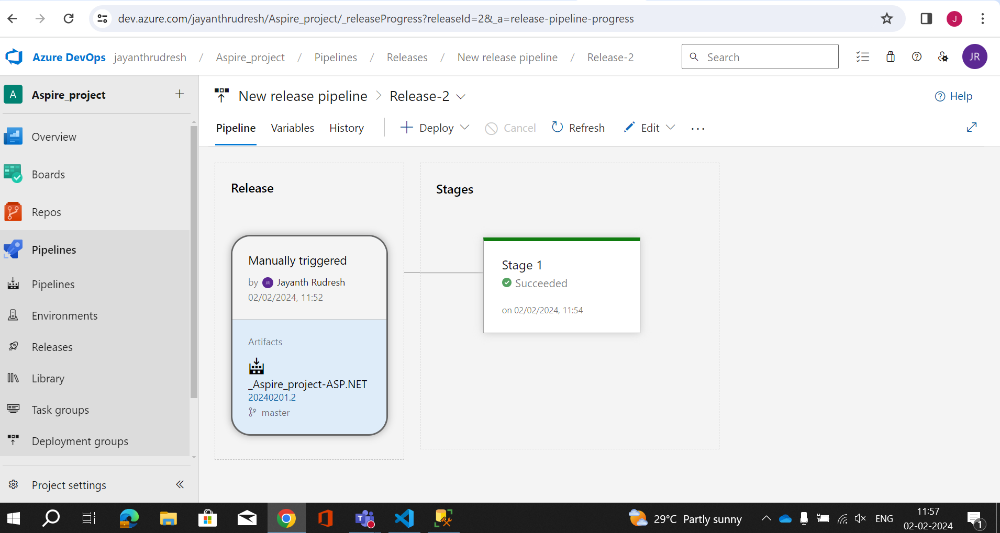 dev.azure.com/jayanthrudresh/Aspire_project/_releaseProgress?releaseId=2&_a=release-pipeline-progress
J
Azure DevOps jayanthrudresh / Aspire_project / Pipelines / Releases / New release pipeline / Release-2
Search
JR
A Aspire_project +
Overview
Boards
Repos
Pipelines
Pipelines
Environments
Releases
Library
Task groups
Deployment groups
Project settings
New release pipeline > Release-2
Help
Pipeline Variables History Deploy Cancel Refresh Edit ...
Release
Manually triggered
by JR Jayanth Rudresh
02/02/2024, 11:52
Artifacts
_Aspire_project-ASP.NET
20240201.2
master
Stages
Stage 1
Succeeded
on 02/02/2024, 11:54
29°C Partly sunny
ENG
11:57
02-02-2024
1